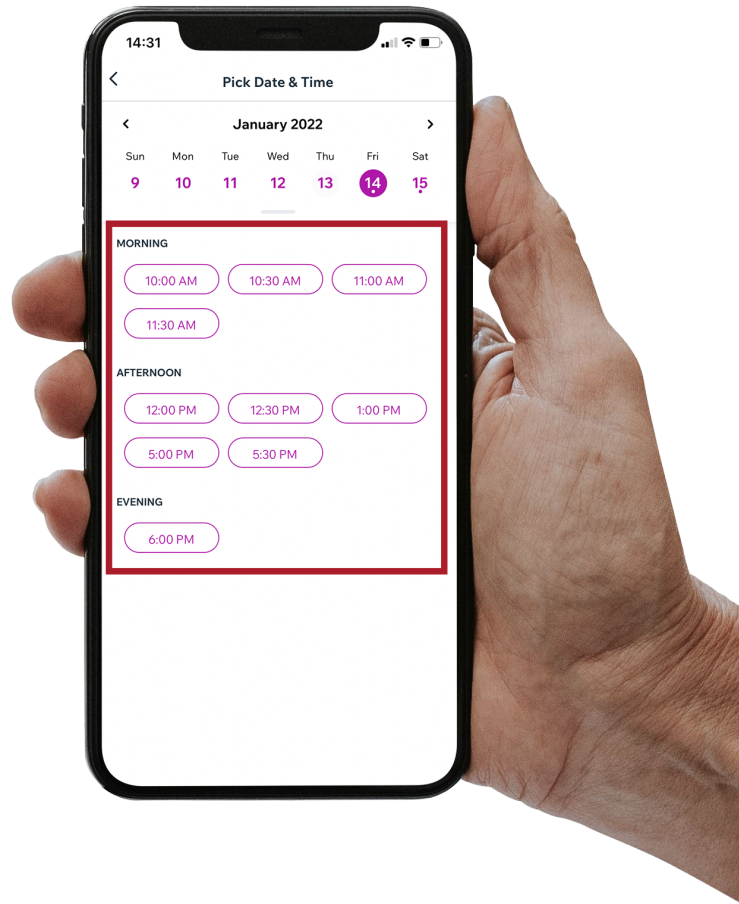 14:31
Pick Date & Time
January 2022
Sun Mon Tue Wed Thu Fri Sat
9 10 11 12 13 14 15
MORNING
10:00 AM 10:30 AM 11:00 AM
11:30 AM
AFTERNOON
12:00 PM 12:30 PM 1:00 PM
5:00 PM 5:30 PM
EVENING
6:00 PM